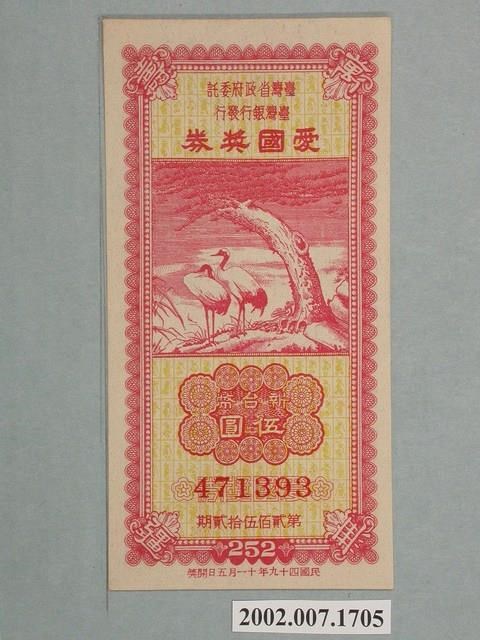 臺灣省政府委託
臺灣銀行發行
愛國獎券
新台幣
伍圓
471393
第貳佰伍拾貳期
252
民國四十九年十一月五日開獎
2002.007.1705